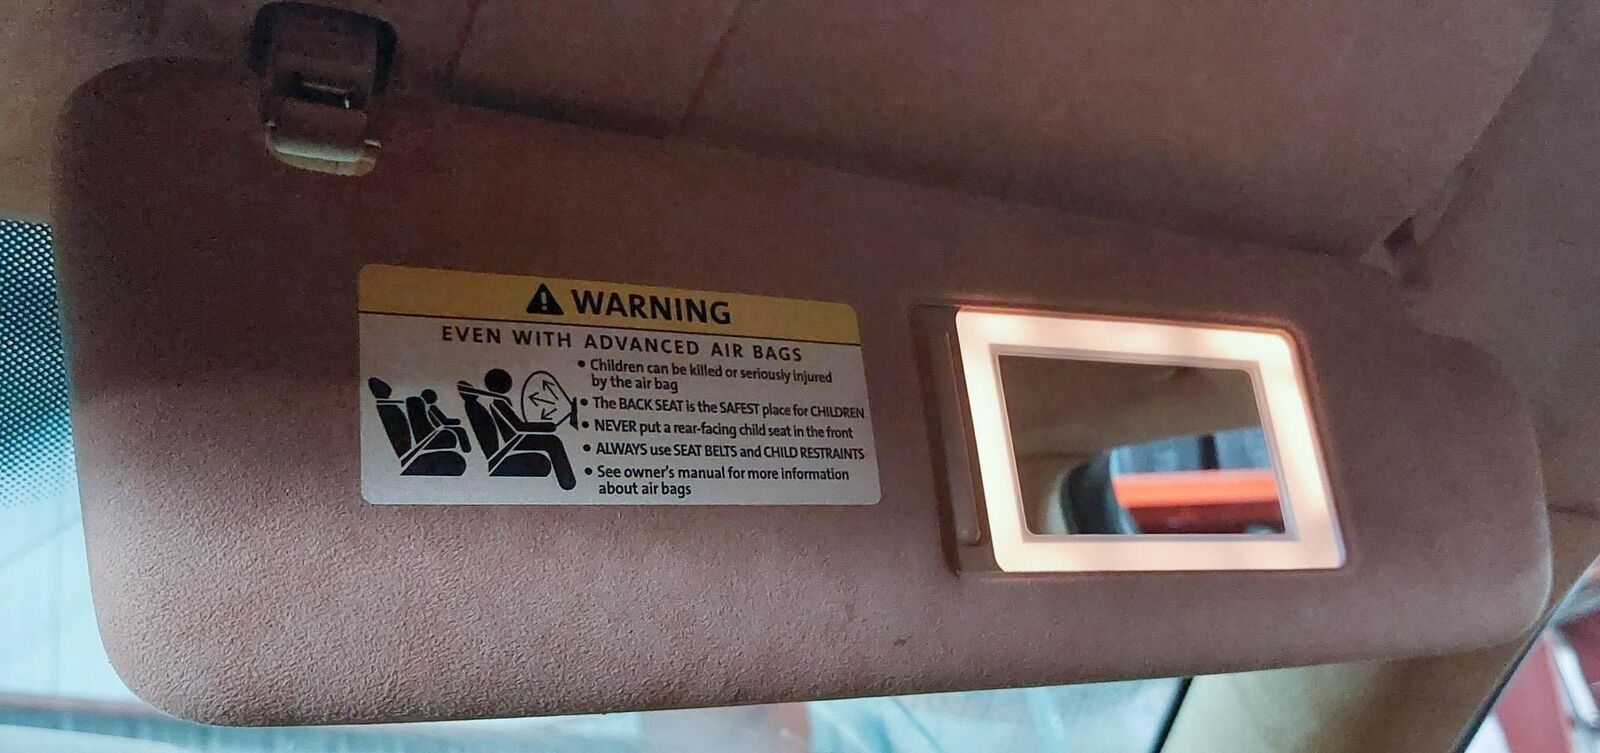 WARNING
EVEN WITH ADVANCED AIR BAGS
• Children can be killed or seriously injured
by the air bag
• The BACK SEAT is the SAFEST place for CHILDREN
• NEVER put a rear-facing child seat in the front
• ALWAYS use SEAT BELTS and CHILD RESTRAINTS
• See owner's manual for more information
about air bags